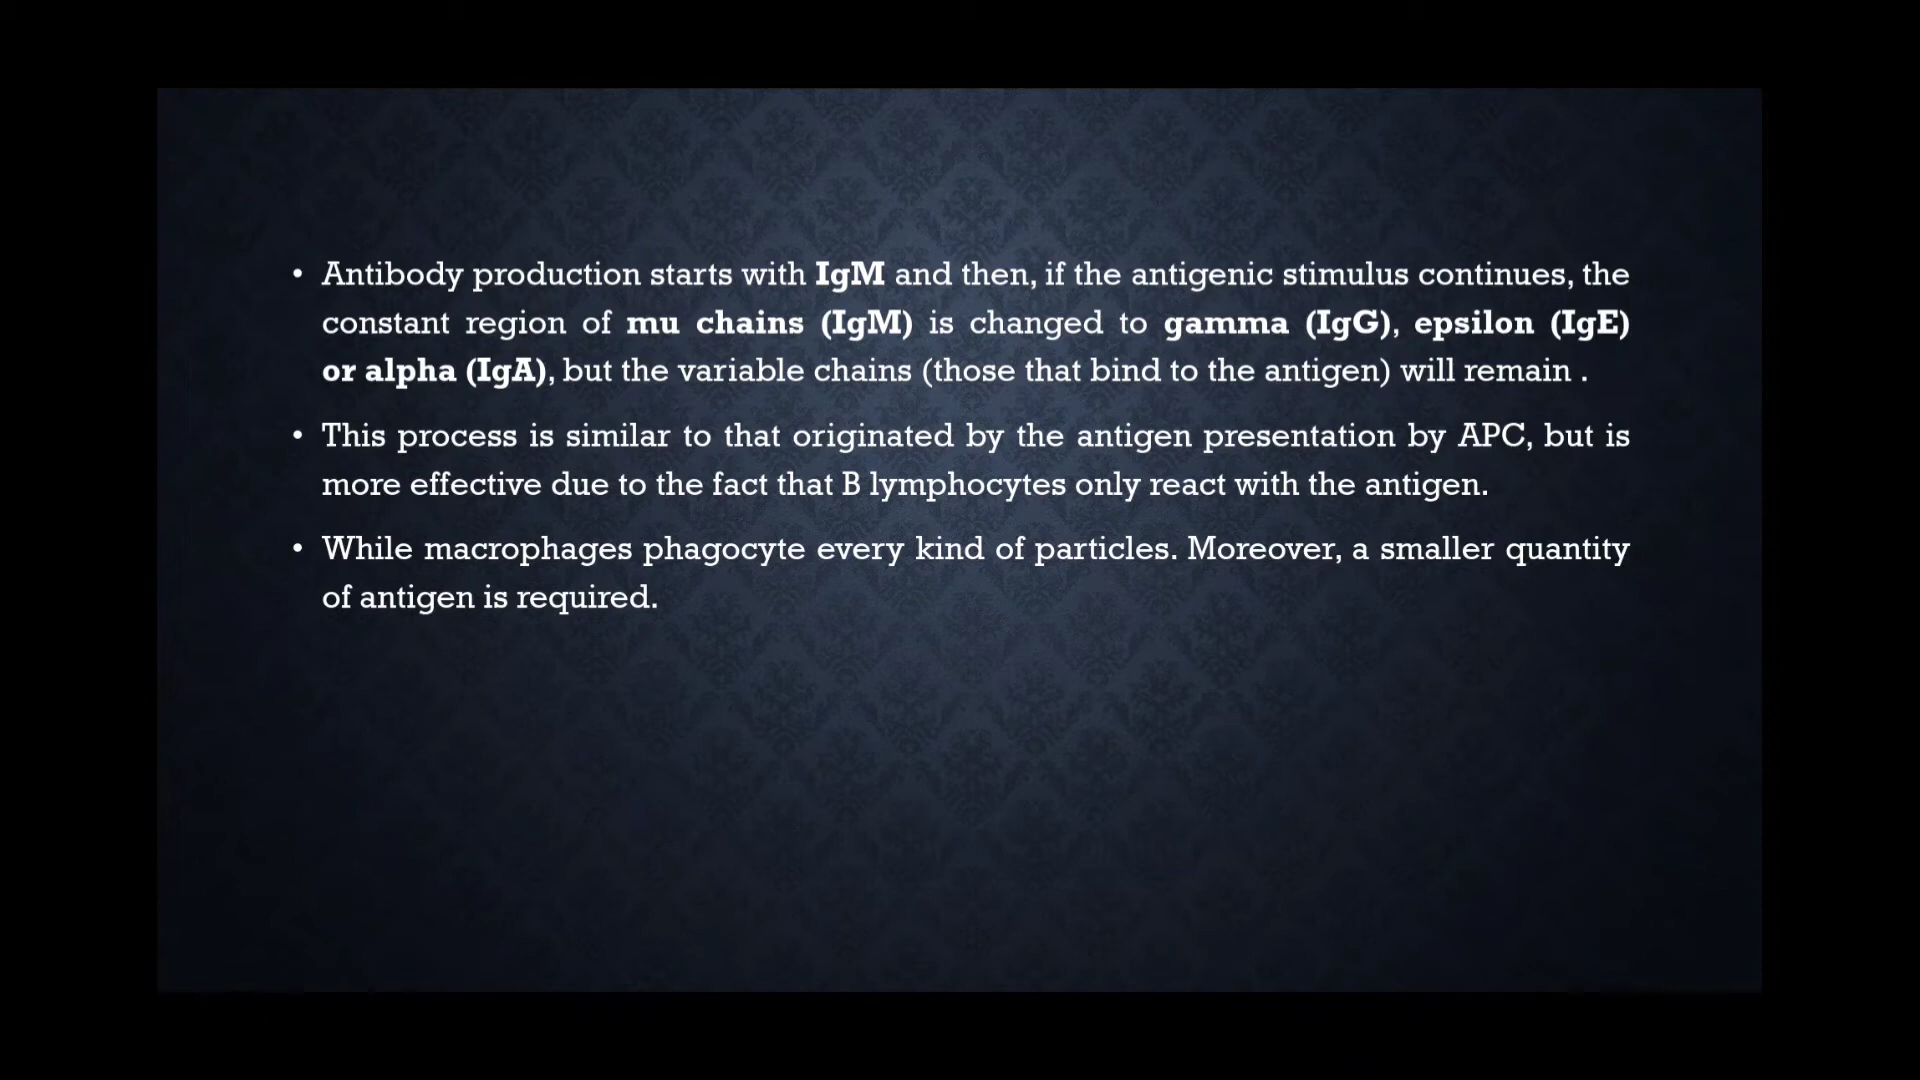 • Antibody production starts with IgM and then, if the antigenic stimulus continues, the
constant region of mu chains (IgM) is changed to gamma (IgG), epsilon (IgE)
or alpha (IgA), but the variable chains (those that bind to the antigen) will remain .
• This process is similar to that originated by the antigen presentation by APC, but is
more effective due to the fact that B lymphocytes only react with the antigen.
• While macrophages phagocyte every kind of particles. Moreover, a smaller quantity
of antigen is required.